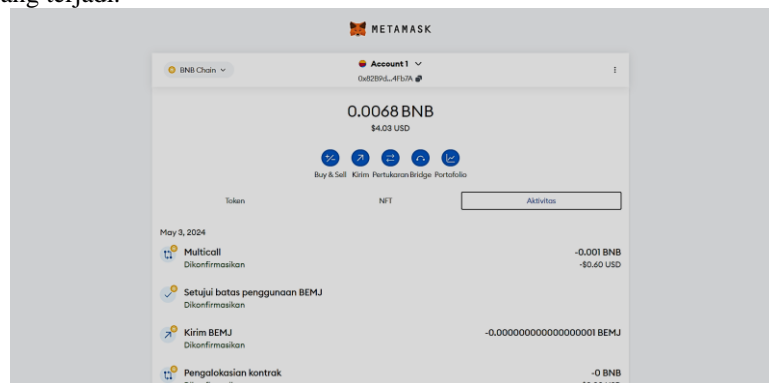 ang terjadi.
METAMASK
BNB Chain
Account 1
0x82B9d...4Fb7A
0.0068 BNB
$4.03 USD
Buy & Sell Kirim Pertukaran Bridge Portofolio
Token NFT Aktivitas
May 3, 2024
Multicall -0.001 BNB
Dikonfirmasikan -$0.60 USD
Setujui batas penggunaan BEMJ
Dikonfirmasikan
Kirim BEMJ -0.000000000000000001 BEMJ
Dikonfirmasikan
Pengalokasian kontrak -0 BNB